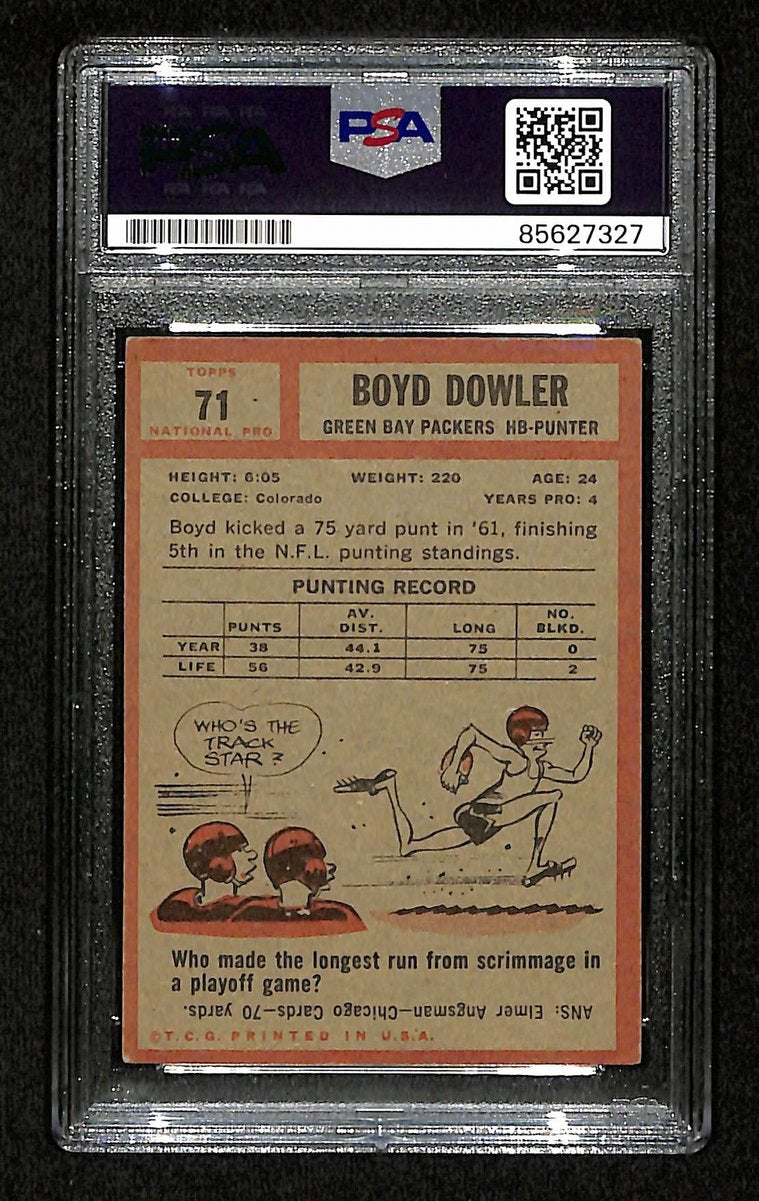 PSA
85627327
TOPPS
71
NATIONAL PRO
BOYD DOWLER
GREEN BAY PACKERS HB-PUNTER
HEIGHT: 6:05 WEIGHT: 220 AGE: 24
COLLEGE: Colorado YEARS PRO: 4
Boyd kicked a 75 yard punt in '61, finishing
5th in the N.F.L. punting standings.
PUNTING RECORD
PUNTS AV. DIST. LONG NO. BLKD.
YEAR 38 44.1 75 0
LIFE 56 42.9 75 2
WHO'S THE
TRACK
STAR?
Who made the longest run from scrimmage in
a playoff game?
ANS: Elmer Angsman—Chicago Cards—70 yards.
©T.C.G. PRINTED IN U.S.A.